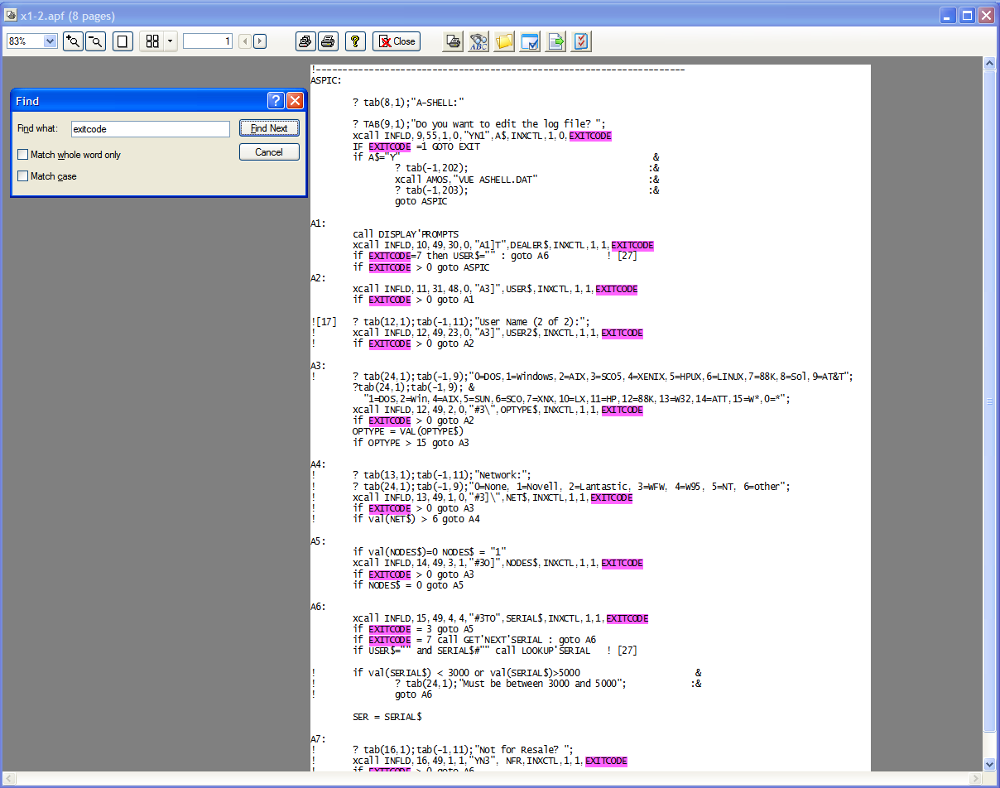 x1-2.apf (8 pages)
83%
1
? Close
ABC
Find
?
Find what: exitcode
Find Next
Match whole word only
Cancel
Match case
!----------------------------------------------------------------------
ASPIC:
? tab(8,1);"A-SHELL:"
? TAB(9,1);"Do you want to edit the log file? ";
xcall INFLD,9,55,1,0,"YN1",A$,INXCTL,1,0,EXITCODE
IF EXITCODE =1 GOTO EXIT
if A$="Y" &
? tab(-1,202); :&
xcall AMOS,"VUE ASHELL.DAT" :&
? tab(-1,203); :&
goto ASPIC
A1:
call DISPLAY'PROMPTS
xcall INFLD,10,49,30,0,"A1]T",DEALER$,INXCTL,1,1,EXITCODE
if EXITCODE=7 then USER$="" : goto A6 ! [27]
if EXITCODE > 0 goto ASPIC
A2:
xcall INFLD,11,31,48,0,"A3]",USER$,INXCTL,1,1,EXITCODE
if EXITCODE > 0 goto A1
![17] ? tab(12,1);tab(-1,11);"User Name (2 of 2):";
! xcall INFLD,12,49,23,0,"A3]",USER2$,INXCTL,1,1,EXITCODE
! if EXITCODE > 0 goto A2
A3:
! ? tab(24,1);tab(-1,9);"0=DOS,1=Windows,2=AIX,3=SCO5,4=XENIX,5=HPUX,6=LINUX,7=88K,8=Sol,9=AT&T";
?tab(24,1);tab(-1,9); &
"1=DOS,2=Win,4=AIX,5=SUN,6=SCO,7=XNX,10=LX,11=HP,12=88K,13=W32,14=ATT,15=W*,0=*";
xcall INFLD,12,49,2,0,"#3\",OPTYPE$,INXCTL,1,1,EXITCODE
if EXITCODE > 0 goto A2
OPTYPE = VAL(OPTYPE$)
if OPTYPE > 15 goto A3
A4:
! ? tab(13,1);tab(-1,11);"Network:";
! ? tab(24,1);tab(-1,9);"0=None, 1=Novell, 2=Lantastic, 3=WFW, 4=W95, 5=NT, 6=other";
! xcall INFLD,13,49,1,0,"#3]\",NET$,INXCTL,1,1,EXITCODE
! if EXITCODE > 0 goto A3
! if val(NET$) > 6 goto A4
A5:
if val(NODES$)=0 NODES$ = "1"
xcall INFLD,14,49,3,1,"#3O]",NODES$,INXCTL,1,1,EXITCODE
if EXITCODE > 0 goto A3
if NODES$ = 0 goto A5
A6:
xcall INFLD,15,49,4,4,"#3TO",SERIAL$,INXCTL,1,1,EXITCODE
if EXITCODE = 3 goto A5
if EXITCODE = 7 call GET'NEXT'SERIAL : goto A6
if USER$="" and SERIAL$#"" call LOOKUP'SERIAL ! [27]
! if val(SERIAL$) < 3000 or val(SERIAL$)>5000 &
! ? tab(24,1);"Must be between 3000 and 5000"; :&
! goto A6
SER = SERIAL$
A7:
! ? tab(16,1);tab(-1,11);"Not for Resale? ";
! xcall INFLD,16,49,1,1,"YN3", NFR,INXCTL,1,1,EXITCODE
! if EXITCODE > 0 goto A6